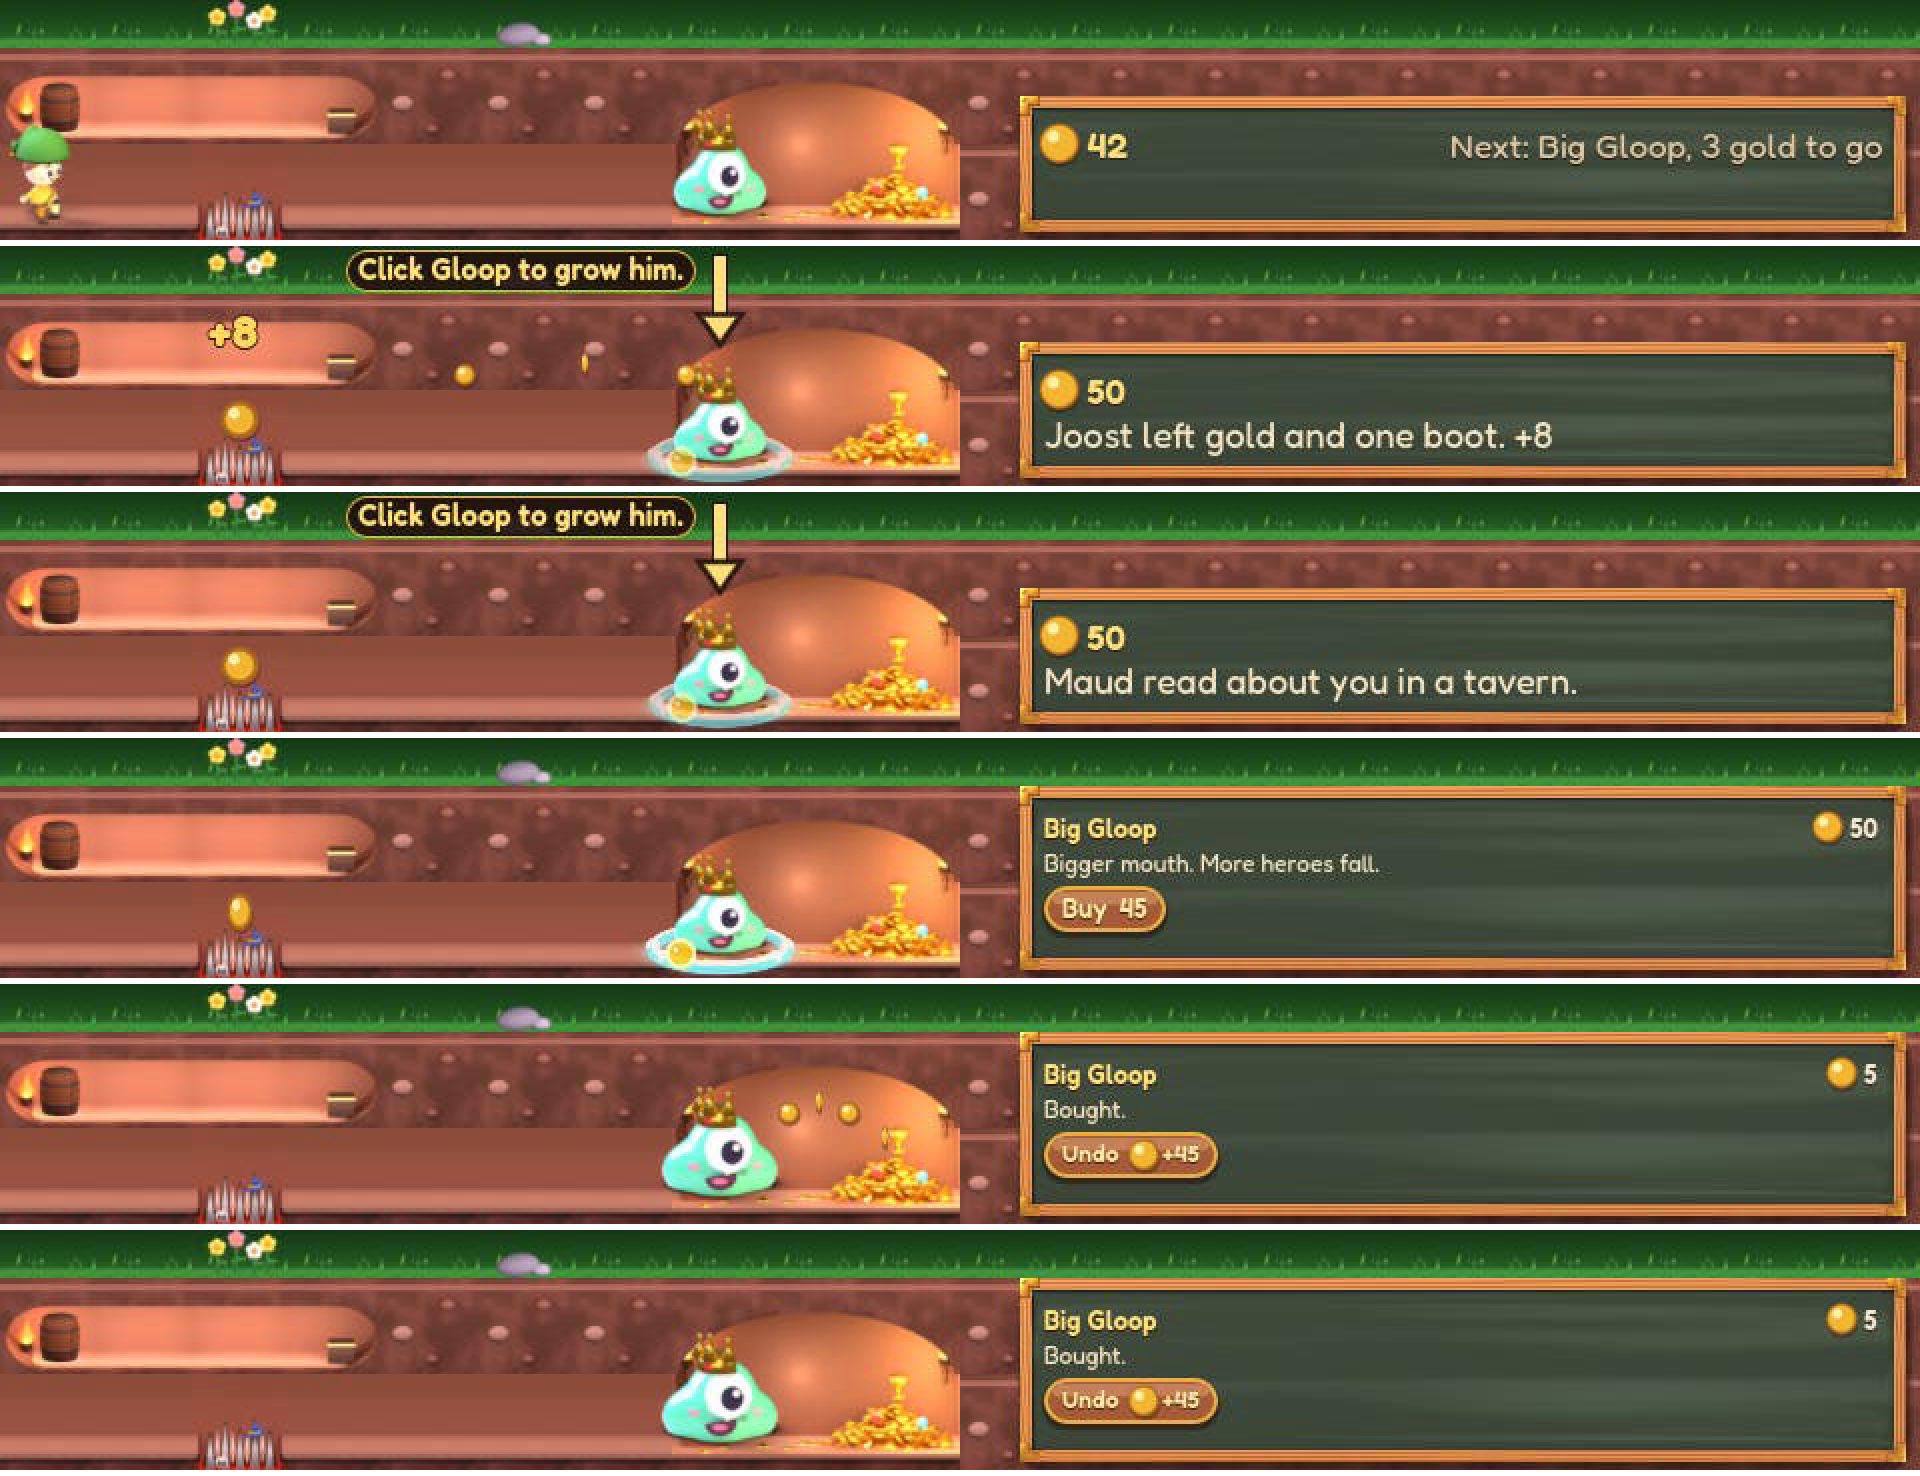 42
Next: Big Gloop, 3 gold to go
Click Gloop to grow him.
+8
50
Joost left gold and one boot. +8
Click Gloop to grow him.
50
Maud read about you in a tavern.
Big Gloop
50
Bigger mouth. More heroes fall.
Buy 45
Big Gloop
5
Bought.
Undo +45
Big Gloop
5
Bought.
Undo +45